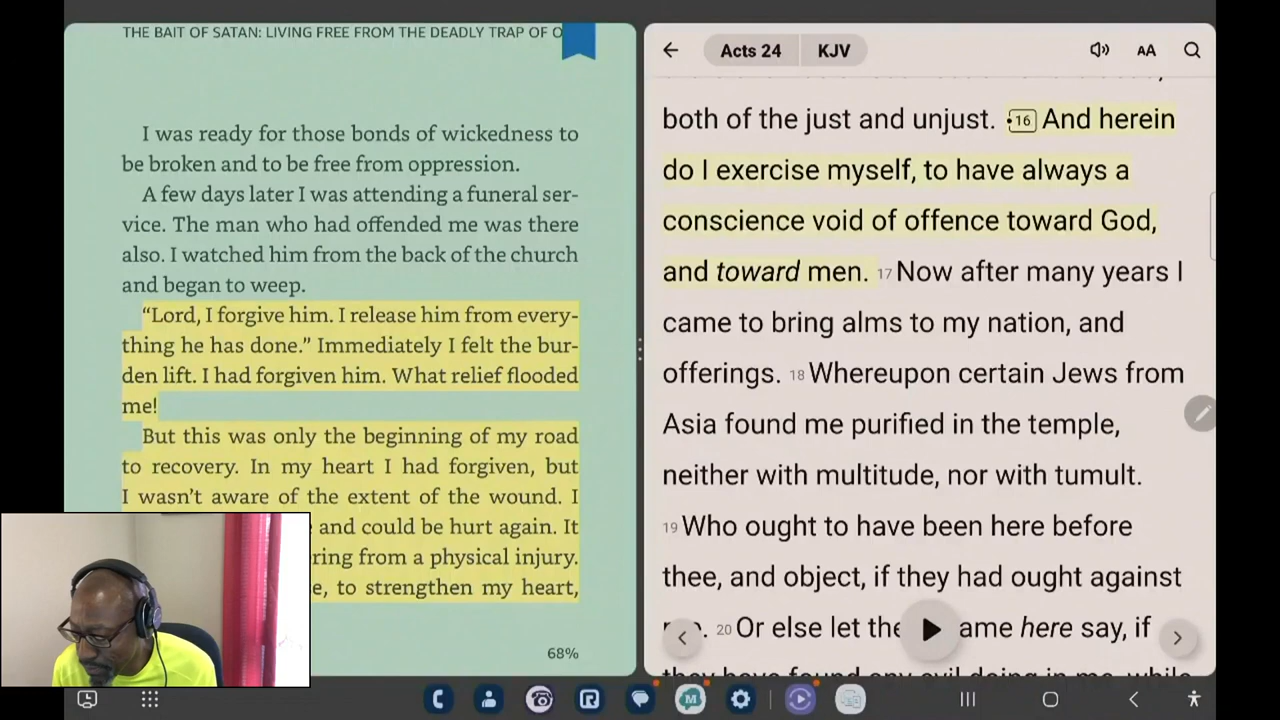 THE BAIT OF SATAN: LIVING FREE FROM THE DEADLY TRAP OF O
I was ready for those bonds of wickedness to
be broken and to be free from oppression.
A few days later I was attending a funeral ser-
vice. The man who had offended me was there
also. I watched him from the back of the church
and began to weep.
“Lord, I forgive him. I release him from every-
thing he has done.” Immediately I felt the bur-
den lift. I had forgiven him. What relief flooded
me!
But this was only the beginning of my road
to recovery. In my heart I had forgiven, but
I wasn’t aware of the extent of the wound. I
and could be hurt again. It
ring from a physical injury.
e, to strengthen my heart,
68%
Acts 24 KJV
AA
both of the just and unjust. 16 And herein
do I exercise myself, to have always a
conscience void of offence toward God,
and toward men. 17 Now after many years I
came to bring alms to my nation, and
offerings. 18 Whereupon certain Jews from
Asia found me purified in the temple,
neither with multitude, nor with tumult.
19 Who ought to have been here before
thee, and object, if they had ought against
20 Or else let the ame here say, if
they have found any evil doing in me, while